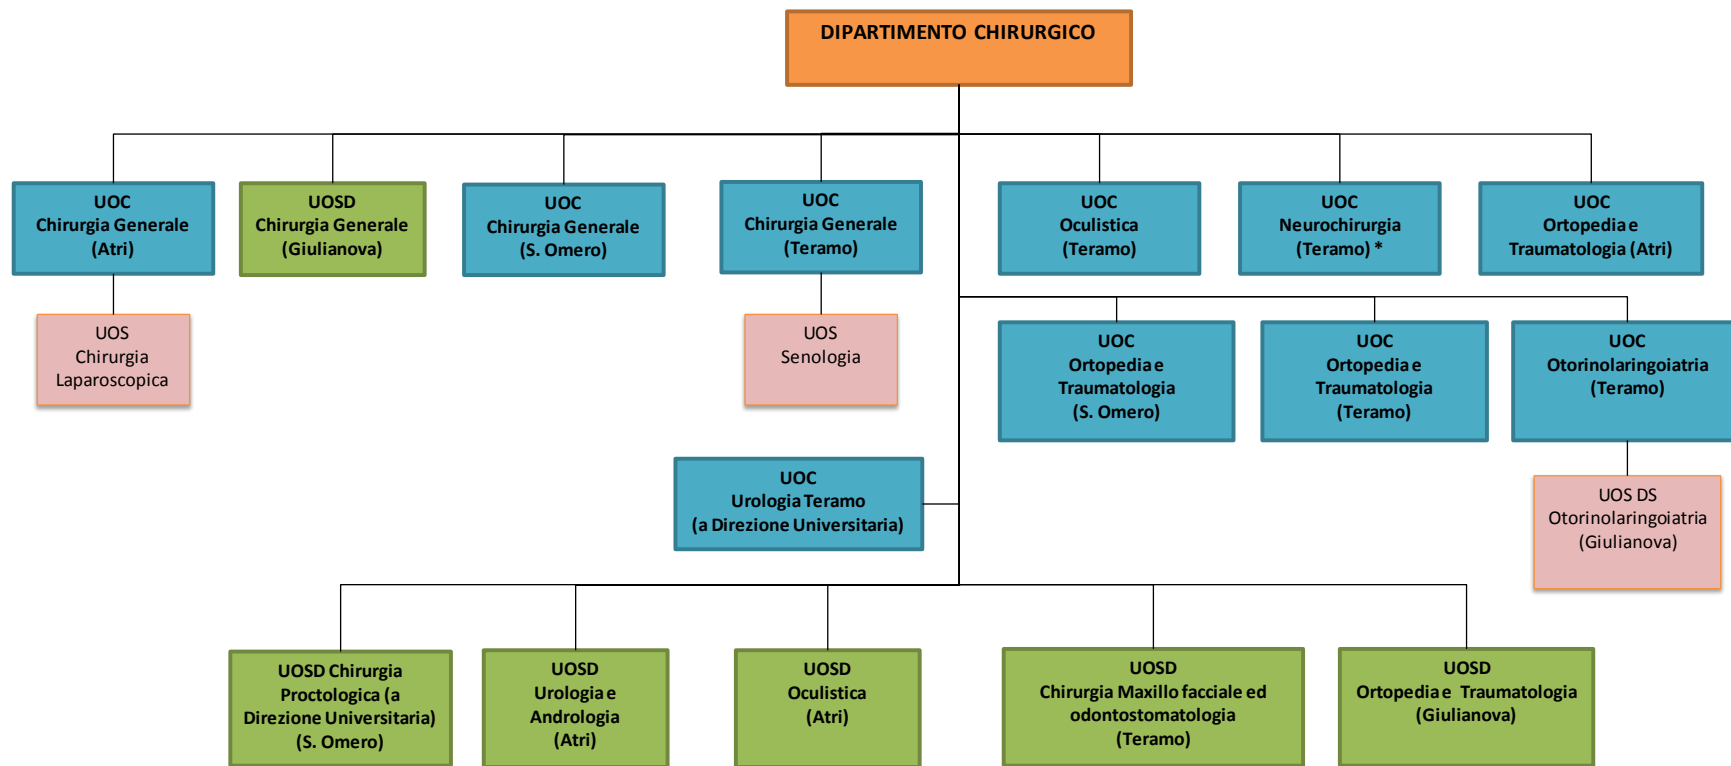 DIPARTIMENTO CHIRURGICO
UOC
Chirurgia Generale
(Atri)
UOSD
Chirurgia Generale
(Giulianova)
UOC
Chirurgia Generale
(S. Omero)
UOC
Chirurgia Generale
(Teramo)
UOC
Oculistica
(Teramo)
UOC
Neurochirurgia
(Teramo) *
UOC
Ortopedia e
Traumatologia (Atri)
UOS
Chirurgia
Laparoscopica
UOS
Senologia
UOC
Ortopedia e
Traumatologia
(S. Omero)
UOC
Ortopedia e
Traumatologia
(Teramo)
UOC
Otorinolaringoiatria
(Teramo)
UOC
Urologia Teramo
(a Direzione Universitaria)
UOS DS
Otorinolaringoiatria
(Giulianova)
UOSD Chirurgia
Proctologica (a
Direzione Universitaria)
(S. Omero)
UOSD
Urologia e
Andrologia
(Atri)
UOSD
Oculistica
(Atri)
UOSD
Chirurgia Maxillo facciale ed
odontostomatologia
(Teramo)
UOSD
Ortopedia e Traumatologia
(Giulianova)